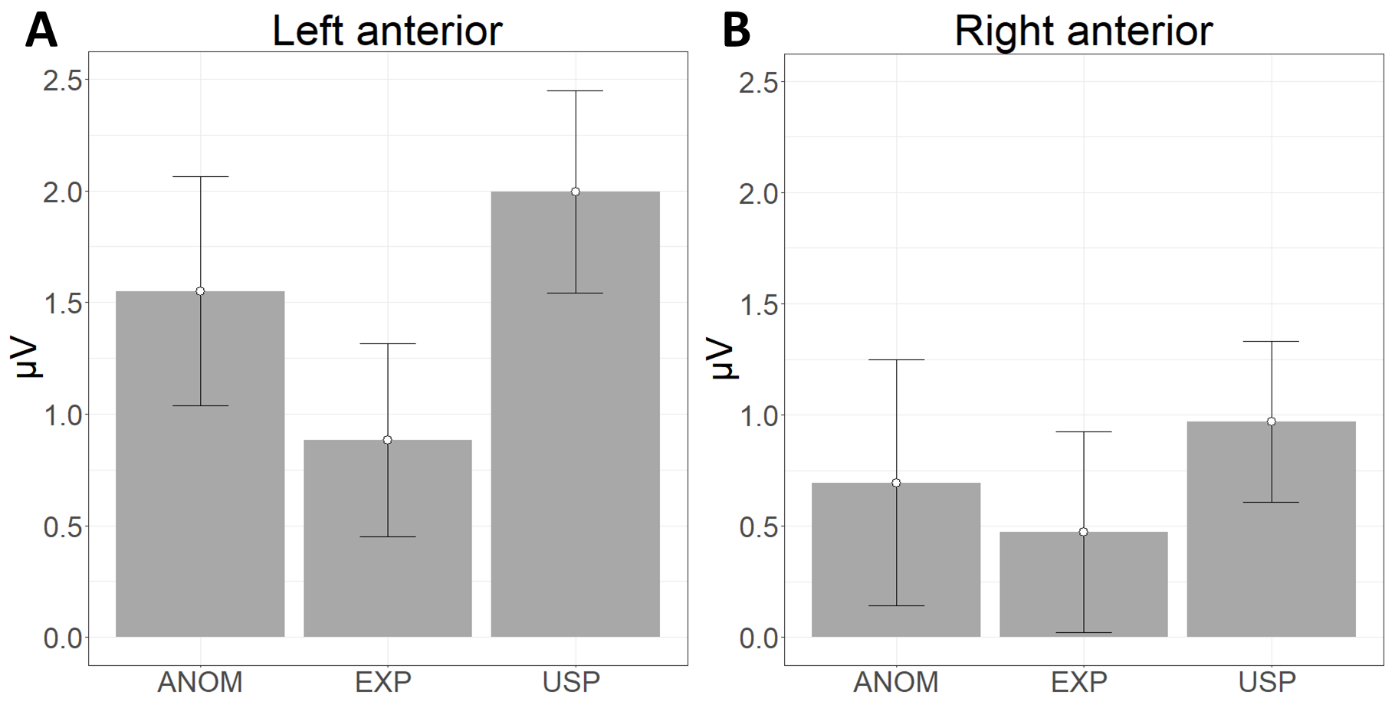 A Left anterior
2.5
2.0
1.5
1.0
0.5
0.0
µV
ANOM EXP USP
B Right anterior
2.5
2.0
1.5
1.0
0.5
0.0
µV
ANOM EXP USP